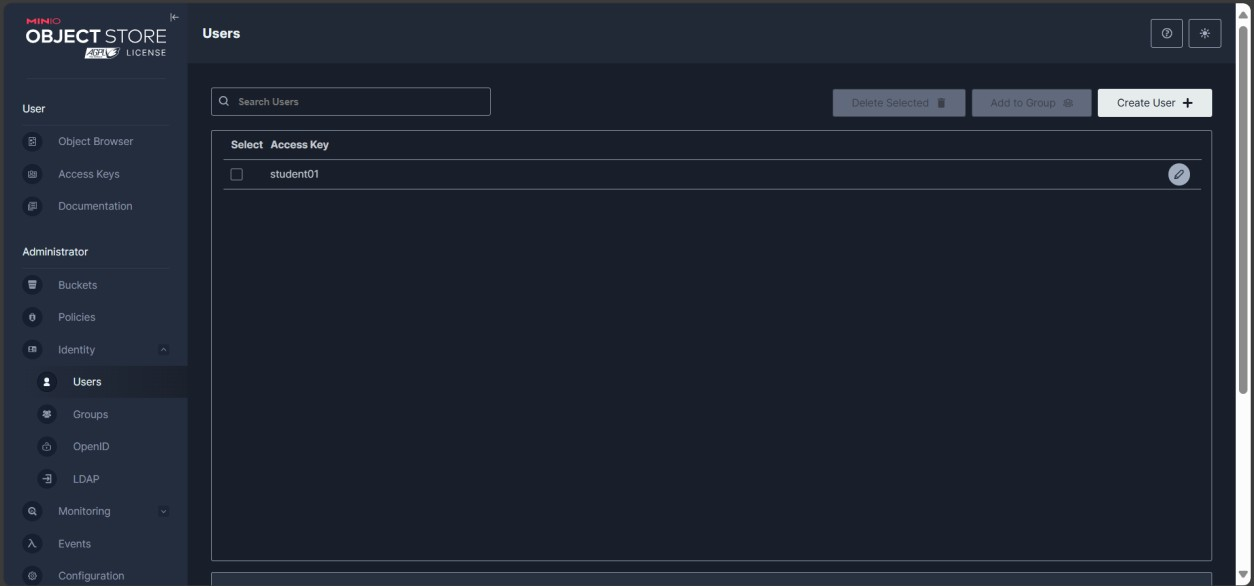 MINIO
OBJECT STORE
AGPLV3 LICENSE
User
Object Browser
Access Keys
Documentation
Administrator
Buckets
Policies
Identity
Users
Groups
OpenID
LDAP
Monitoring
Events
Configuration
Users
Search Users
Delete Selected
Add to Group
Create User
Select Access Key
student01